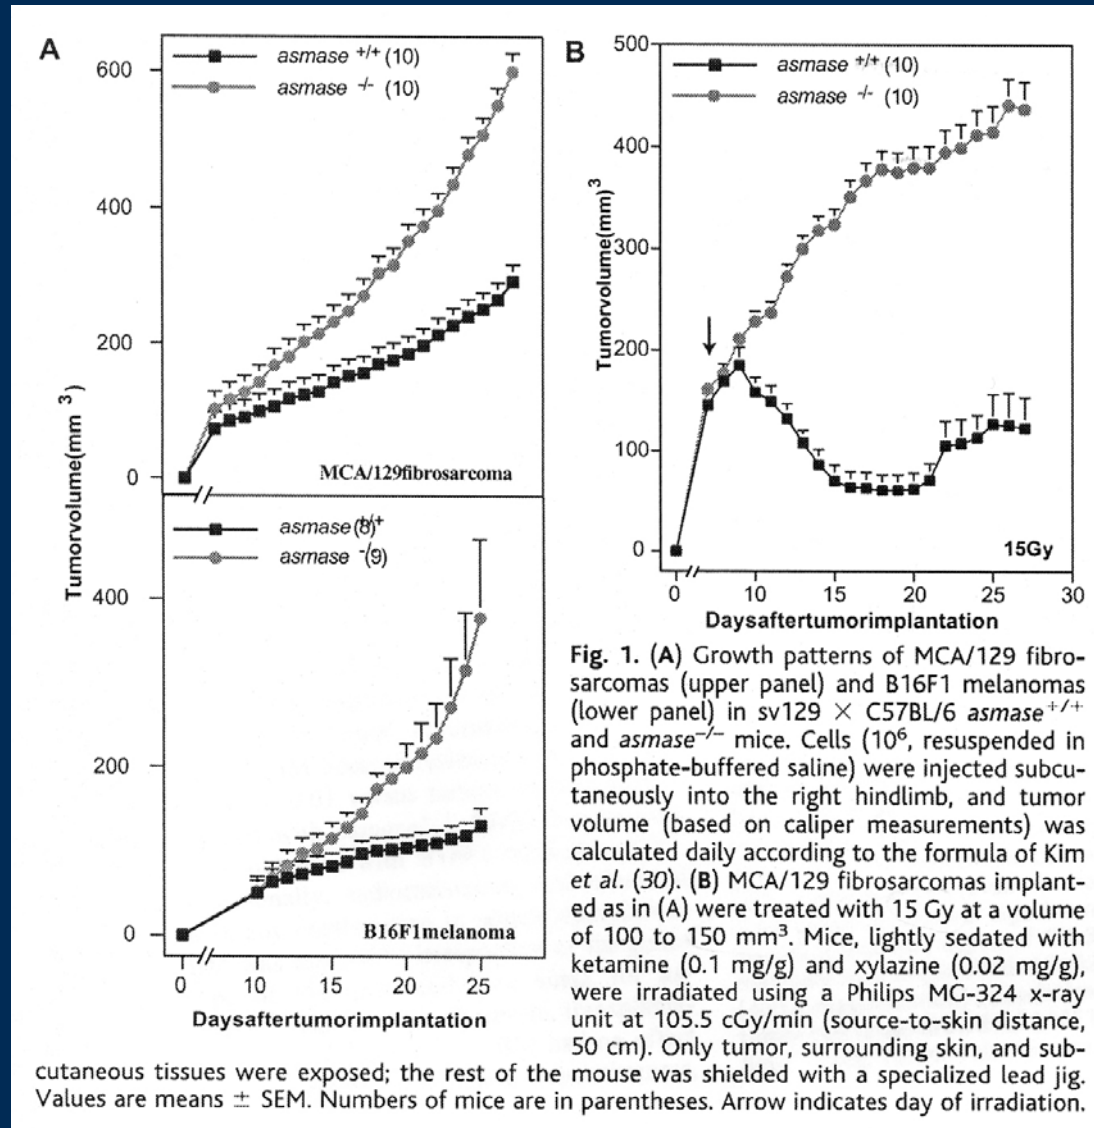 A
asmase +/+ (10)
asmase -/- (10)
600
400
200
0
Tumorvolume(mm 3)
MCA/129fibrosarcoma
asmase (8)+/+
asmase -/(9)
400
200
0
B16F1melanoma
0 10 15 20 25
Daysaftertumorimplantation
B
asmase +/+ (10)
asmase -/- (10)
500
400
300
200
100
0
Tumorvolume(mm)3
15Gy
0 10 15 20 25 30
Daysaftertumorimplantation
Fig. 1. (A) Growth patterns of MCA/129 fibro-
sarcomas (upper panel) and B16F1 melanomas
(lower panel) in sv129 × C57BL/6 asmase+/+
and asmase−/− mice. Cells (10⁶, resuspended in
phosphate-buffered saline) were injected subcu-
taneously into the right hindlimb, and tumor
volume (based on caliper measurements) was
calculated daily according to the formula of Kim
et al. (30). (B) MCA/129 fibrosarcomas implant-
ed as in (A) were treated with 15 Gy at a volume
of 100 to 150 mm³. Mice, lightly sedated with
ketamine (0.1 mg/g) and xylazine (0.02 mg/g),
were irradiated using a Philips MG-324 x-ray
unit at 105.5 cGy/min (source-to-skin distance,
50 cm). Only tumor, surrounding skin, and sub-
cutaneous tissues were exposed; the rest of the mouse was shielded with a specialized lead jig.
Values are means ± SEM. Numbers of mice are in parentheses. Arrow indicates day of irradiation.